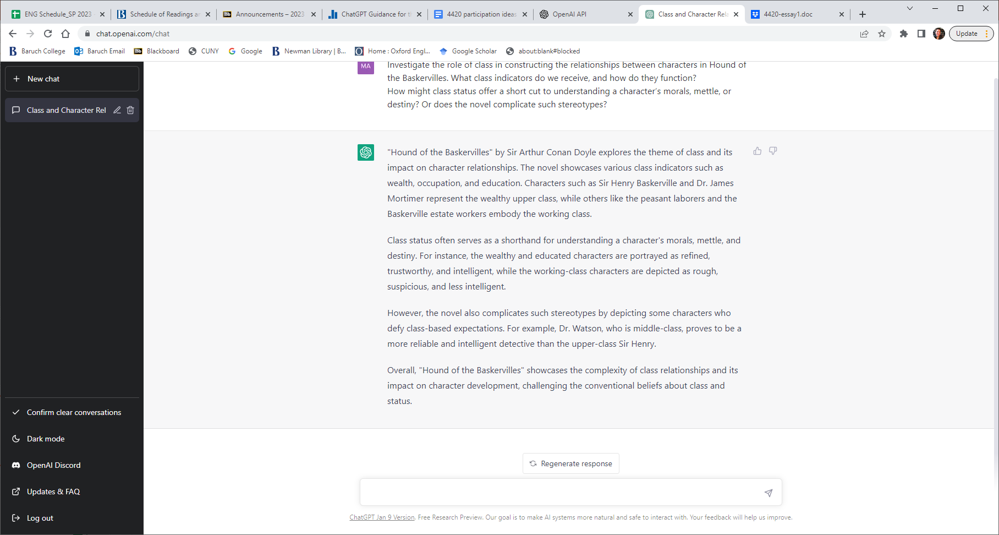 ENG Schedule_SP 2023
Schedule of Readings an
Announcements – 2023
ChatGPT Guidance for
4420 participation ideas
OpenAI API
Class and Character Rela
4420-essay1.doc
chat.openai.com/chat
Update
Baruch College
Baruch Email
Bb
Blackboard
CUNY
Google
Newman Library | B...
Home : Oxford Engl...
Google Scholar
about:blank#blocked
New chat
Class and Character Rel
MA
Investigate the role of class in constructing the relationships between characters in Hound of
the Baskervilles. What class indicators do we receive, and how do they function?
How might class status offer a short cut to understanding a character’s morals, mettle, or
destiny? Or does the novel complicate such stereotypes?
"Hound of the Baskervilles" by Sir Arthur Conan Doyle explores the theme of class and its
impact on character relationships. The novel showcases various class indicators such as
wealth, occupation, and education. Characters such as Sir Henry Baskerville and Dr. James
Mortimer represent the wealthy upper class, while others like the peasant laborers and the
Baskerville estate workers embody the working class.
Class status often serves as a shorthand for understanding a character's morals, mettle, and
destiny. For instance, the wealthy and educated characters are portrayed as refined,
trustworthy, and intelligent, while the working-class characters are depicted as rough,
suspicious, and less intelligent.
However, the novel also complicates such stereotypes by depicting some characters who
defy class-based expectations. For example, Dr. Watson, who is middle-class, proves to be a
more reliable and intelligent detective than the upper-class Sir Henry.
Overall, "Hound of the Baskervilles" showcases the complexity of class relationships and its
impact on character development, challenging the conventional beliefs about class and
status.
Confirm clear conversations
Dark mode
OpenAI Discord
Updates & FAQ
Log out
Regenerate response
ChatGPT Jan 9 Version. Free Research Preview. Our goal is to make AI systems more natural and safe to interact with. Your feedback will help us improve.